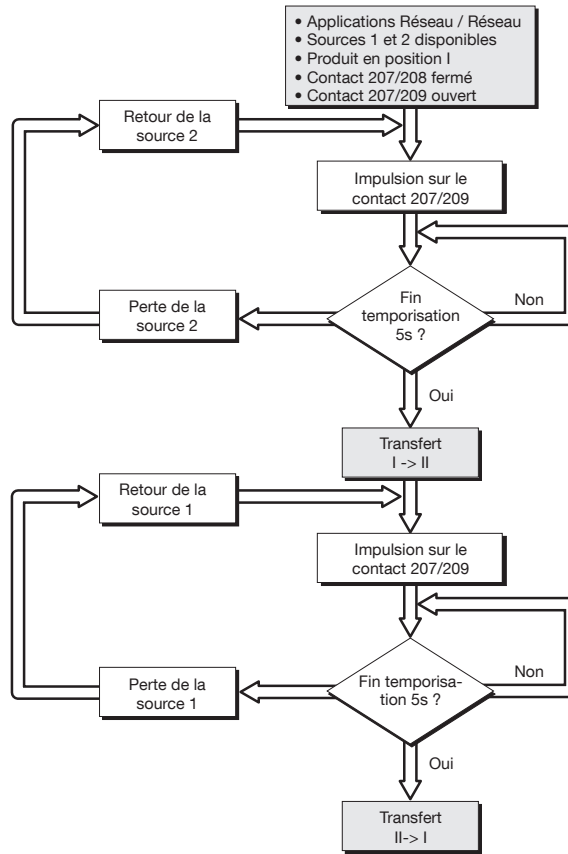 • Applications Réseau / Réseau
• Sources 1 et 2 disponibles
• Produit en position I
• Contact 207/208 fermé
• Contact 207/209 ouvert
Retour de la
source 2
Impulsion sur le
contact 207/209
Perte de la
source 2
Fin
temporisation
5s ?
Non
Oui
Transfert
I -> II
Retour de la
source 1
Impulsion sur le
contact 207/209
Perte de la
source 1
Fin temporisa-
tion 5s ?
Non
Oui
Transfert
II-> I